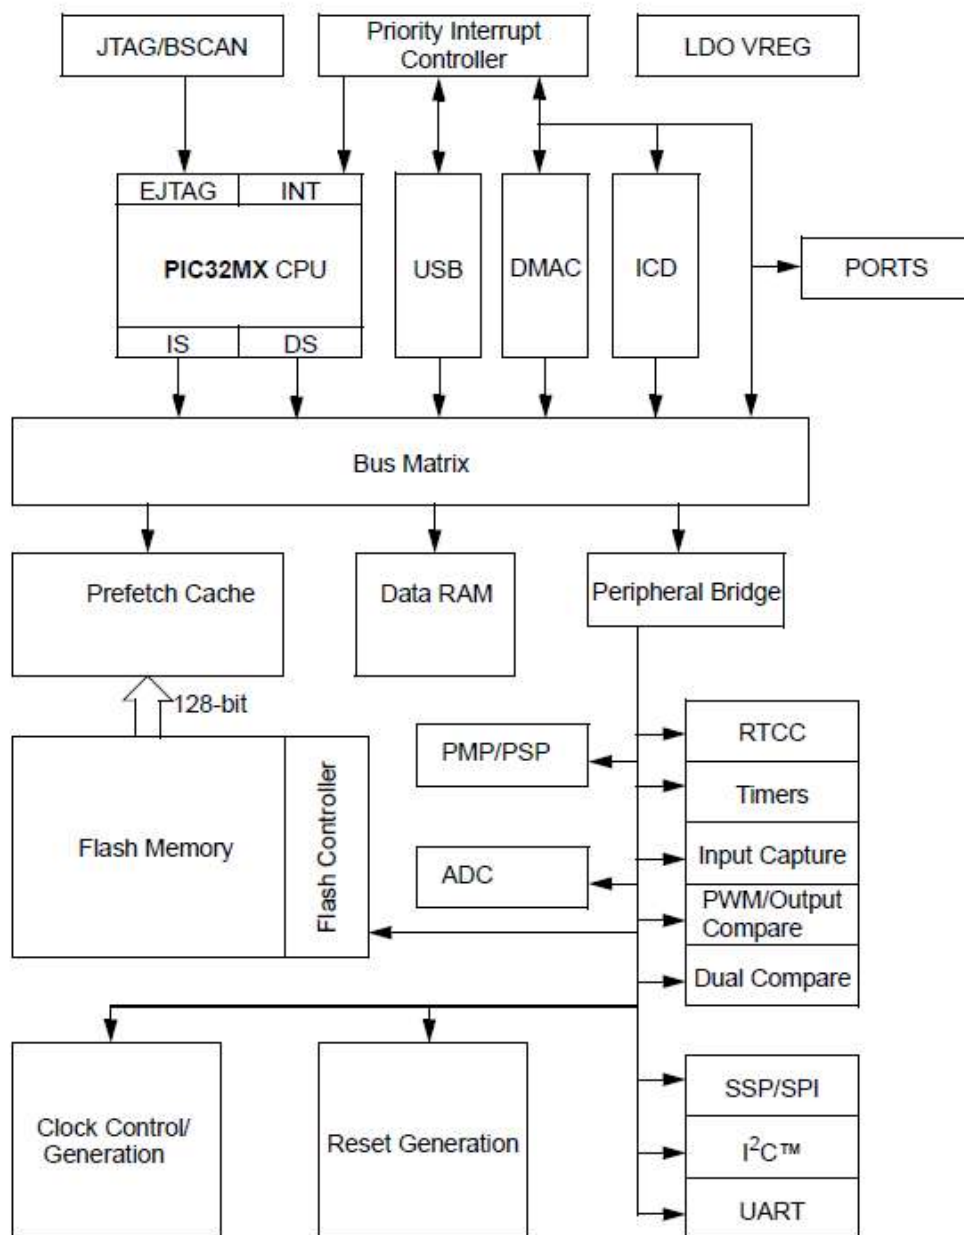 JTAG/BSCAN
Priority Interrupt
Controller
LDO VREG
EJTAG
INT
PIC32MX CPU
IS
DS
USB
DMAC
ICD
PORTS
Bus Matrix
Prefetch Cache
Data RAM
Peripheral Bridge
128-bit
Flash Memory
Flash Controller
PMP/PSP
ADC
RTCC
Timers
Input Capture
PWM/Output
Compare
Dual Compare
Clock Control/
Generation
Reset Generation
SSP/SPI
I²C™
UART